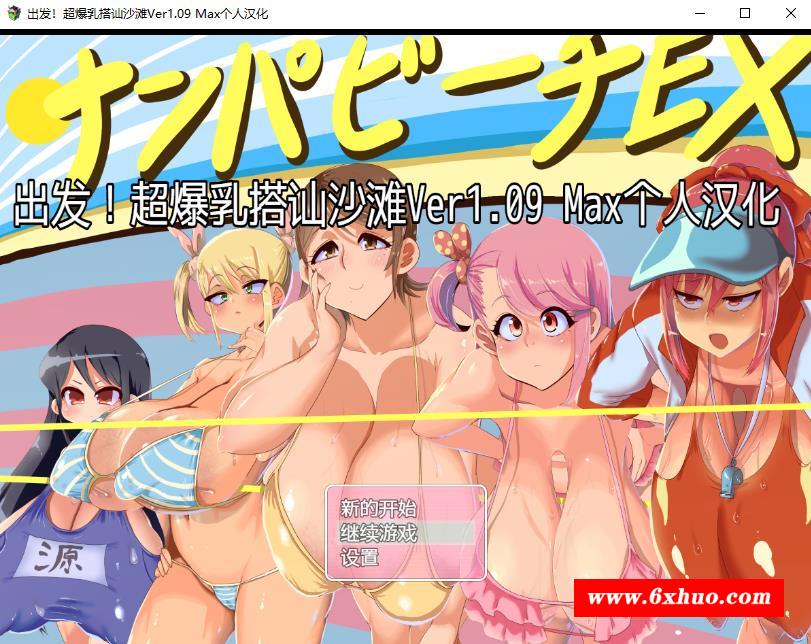 出发！超爆乳搭讪沙滩Ver1.09 Max个人汉化
ナンパビーチEX
出发！超爆乳搭讪沙滩Ver1.09 Max个人汉化
源
新的开始
继续游戏
设置
www.6xhuo.com